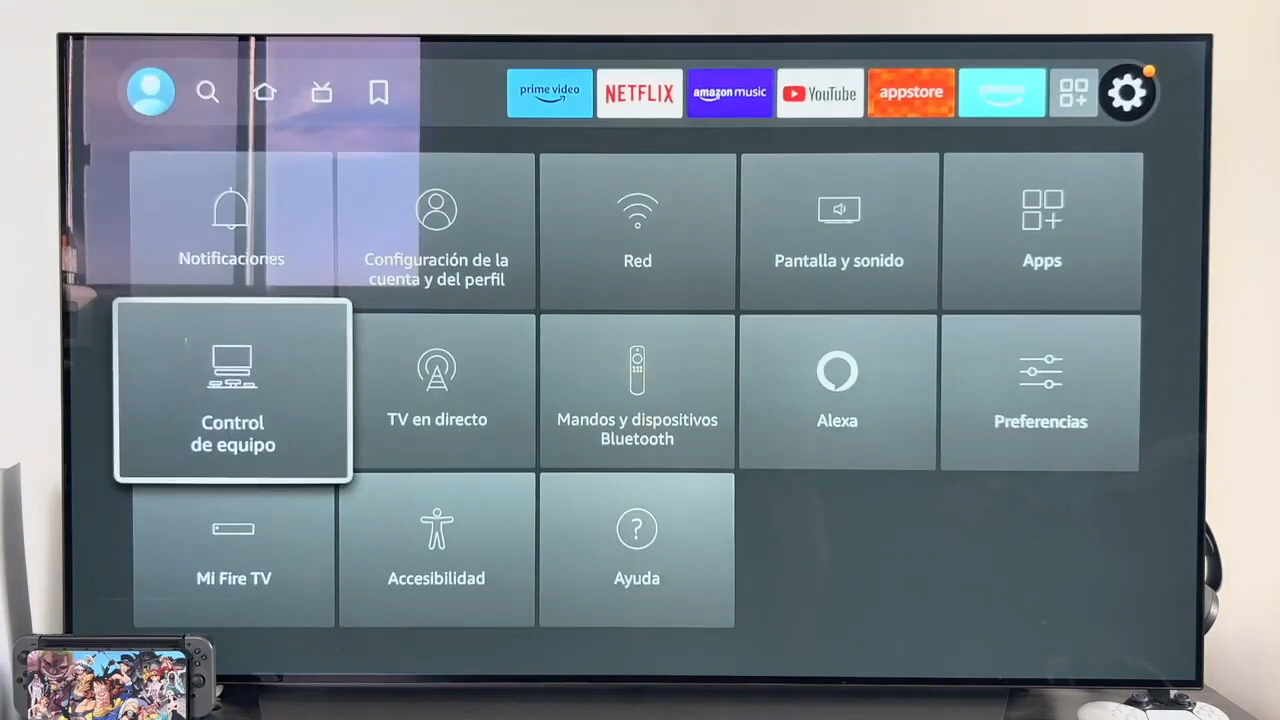 prime video
NETFLIX
amazon music
YouTube
appstore
Notificaciones
Configuración de la
cuenta y del perfil
Red
Pantalla y sonido
Apps
Control
de equipo
TV en directo
Mandos y dispositivos
Bluetooth
Alexa
Preferencias
Mi Fire TV
Accesibilidad
?
Ayuda